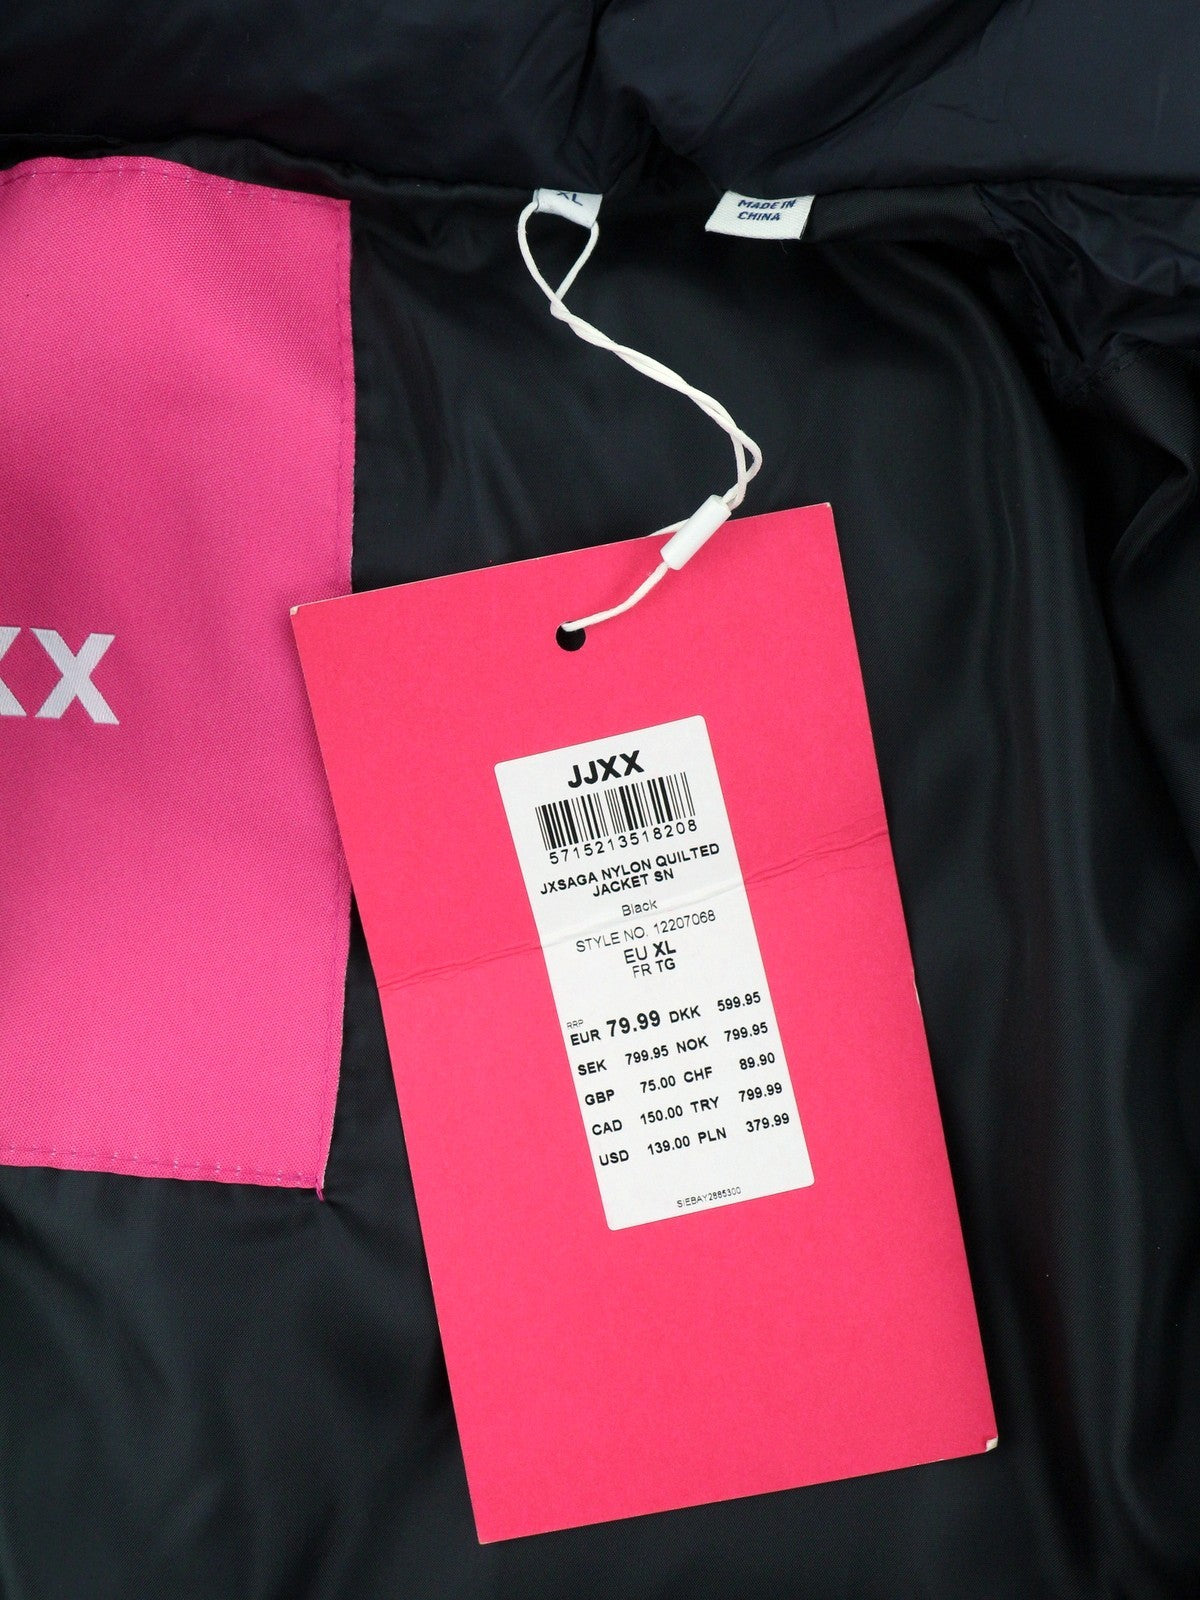 XL
MADE IN
CHINA
XX
JJXX
5715213518208
JXSAGA NYLON QUILTED
JACKET SN
Black
STYLE NO. 12207068
EU XL
FR TG
RRP
EUR 79.99 DKK 599.95
SEK 799.95 NOK 799.95
GBP 75.00 CHF 89.90
CAD 150.00 TRY 799.99
USD 139.00 PLN 379.99
SIEBAY2885300